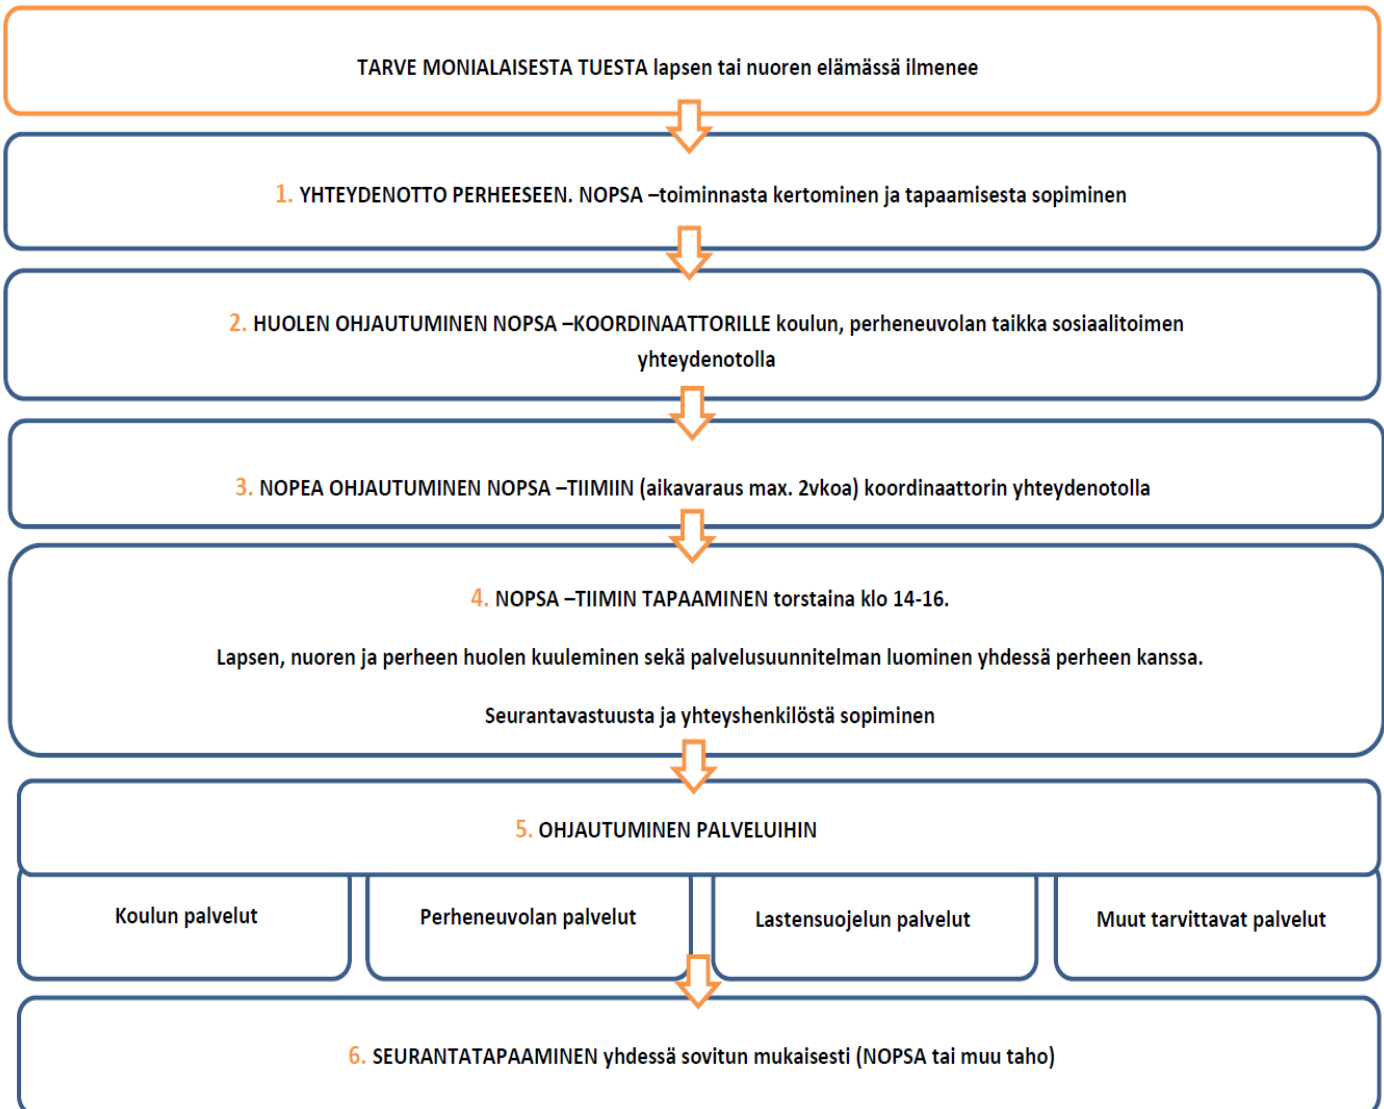 TARVE MONIALAISESTA TUESTA lapsen tai nuoren elämässä ilmenee
1. YHTEYDENOTTO PERHEESEEN. NOPSA –toiminnasta kertominen ja tapaamisesta sopiminen
2. HUOLEN OHJAUTUMINEN NOPSA –KOORDINAATTORILLE koulun, perheneuvolan taikka sosiaalitoimen
yhteydenotolla
3. NOPEA OHJAUTUMINEN NOPSA –TIIMIIN (aikavaraus max. 2vkoa) koordinaattorin yhteydenotolla
4. NOPSA –TIIMIN TAPAAMINEN torstaina klo 14-16.
Lapsen, nuoren ja perheen huolen kuuleminen sekä palvelusuunnitelman luominen yhdessä perheen kanssa.
Seurantavastuusta ja yhteyshenkilöstä sopiminen
5. OHJAUTUMINEN PALVELUIHIN
Koulun palvelut
Perheneuvolan palvelut
Lastensuojelun palvelut
Muut tarvittavat palvelut
6. SEURANTATAPAAMINEN yhdessä sovitun mukaisesti (NOPSA tai muu taho)